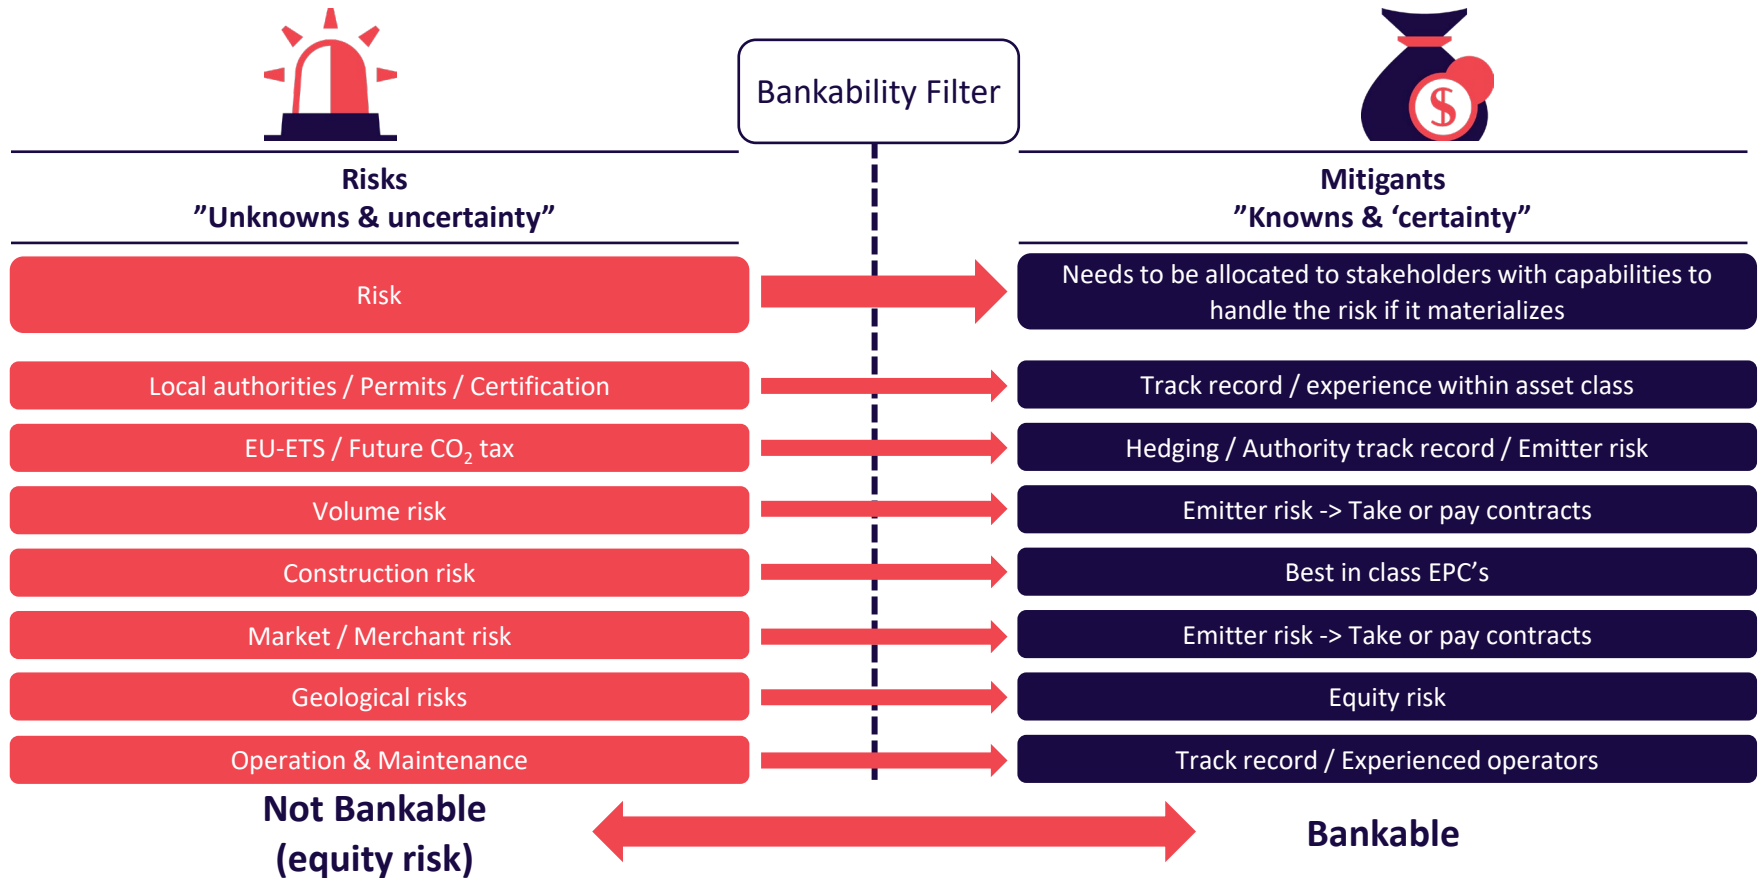 Bankability Filter
$
Risks
”Unknowns & uncertainty”
Mitigants
”Knowns & ‘certainty”
Risk
Needs to be allocated to stakeholders with capabilities to
handle the risk if it materializes
Local authorities / Permits / Certification
Track record / experience within asset class
EU-ETS / Future CO₂ tax
Hedging / Authority track record / Emitter risk
Volume risk
Emitter risk -> Take or pay contracts
Construction risk
Best in class EPC’s
Market / Merchant risk
Emitter risk -> Take or pay contracts
Geological risks
Equity risk
Operation & Maintenance
Track record / Experienced operators
Not Bankable
(equity risk)
Bankable